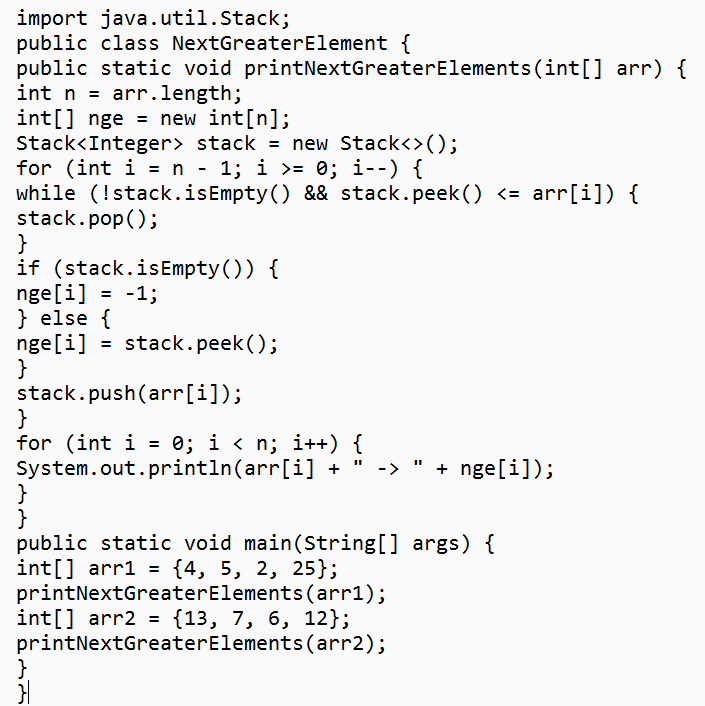 import java.util.Stack;
public class NextGreaterElement {
public static void printNextGreaterElements(int[] arr) {
int n = arr.length;
int[] nge = new int[n];
Stack<Integer> stack = new Stack<>();
for (int i = n - 1; i >= 0; i--) {
while (!stack.isEmpty() && stack.peek() <= arr[i]) {
stack.pop();
}
if (stack.isEmpty()) {
nge[i] = -1;
} else {
nge[i] = stack.peek();
}
stack.push(arr[i]);
}
for (int i = 0; i < n; i++) {
System.out.println(arr[i] + " -> " + nge[i]);
}
}
public static void main(String[] args) {
int[] arr1 = {4, 5, 2, 25};
printNextGreaterElements(arr1);
int[] arr2 = {13, 7, 6, 12};
printNextGreaterElements(arr2);
}
}